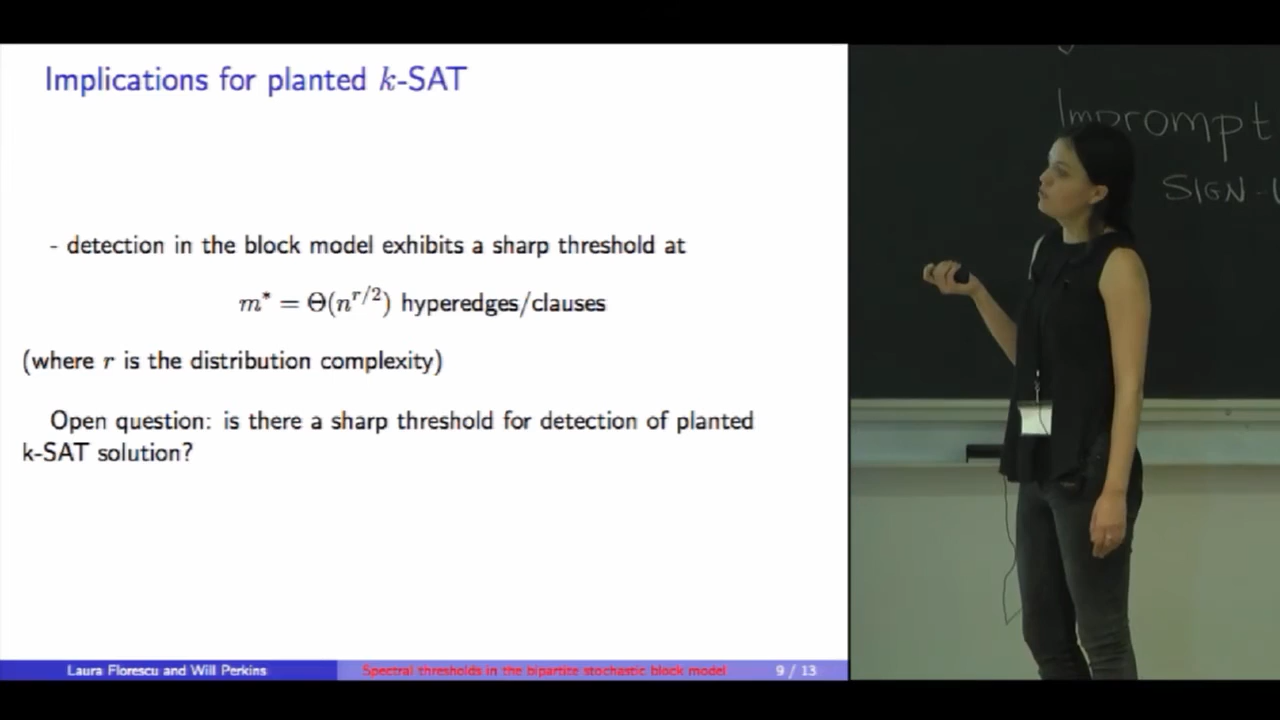 Implications for planted k-SAT
- detection in the block model exhibits a sharp threshold at
m* = Θ(n^{r/2}) hyperedges/clauses
(where r is the distribution complexity)
Open question: is there a sharp threshold for detection of planted
k-SAT solution?
Laura Florescu and Will Perkins
Spectral thresholds in the bipartite stochastic block model
9 / 13
Imprompt
SIGN-U